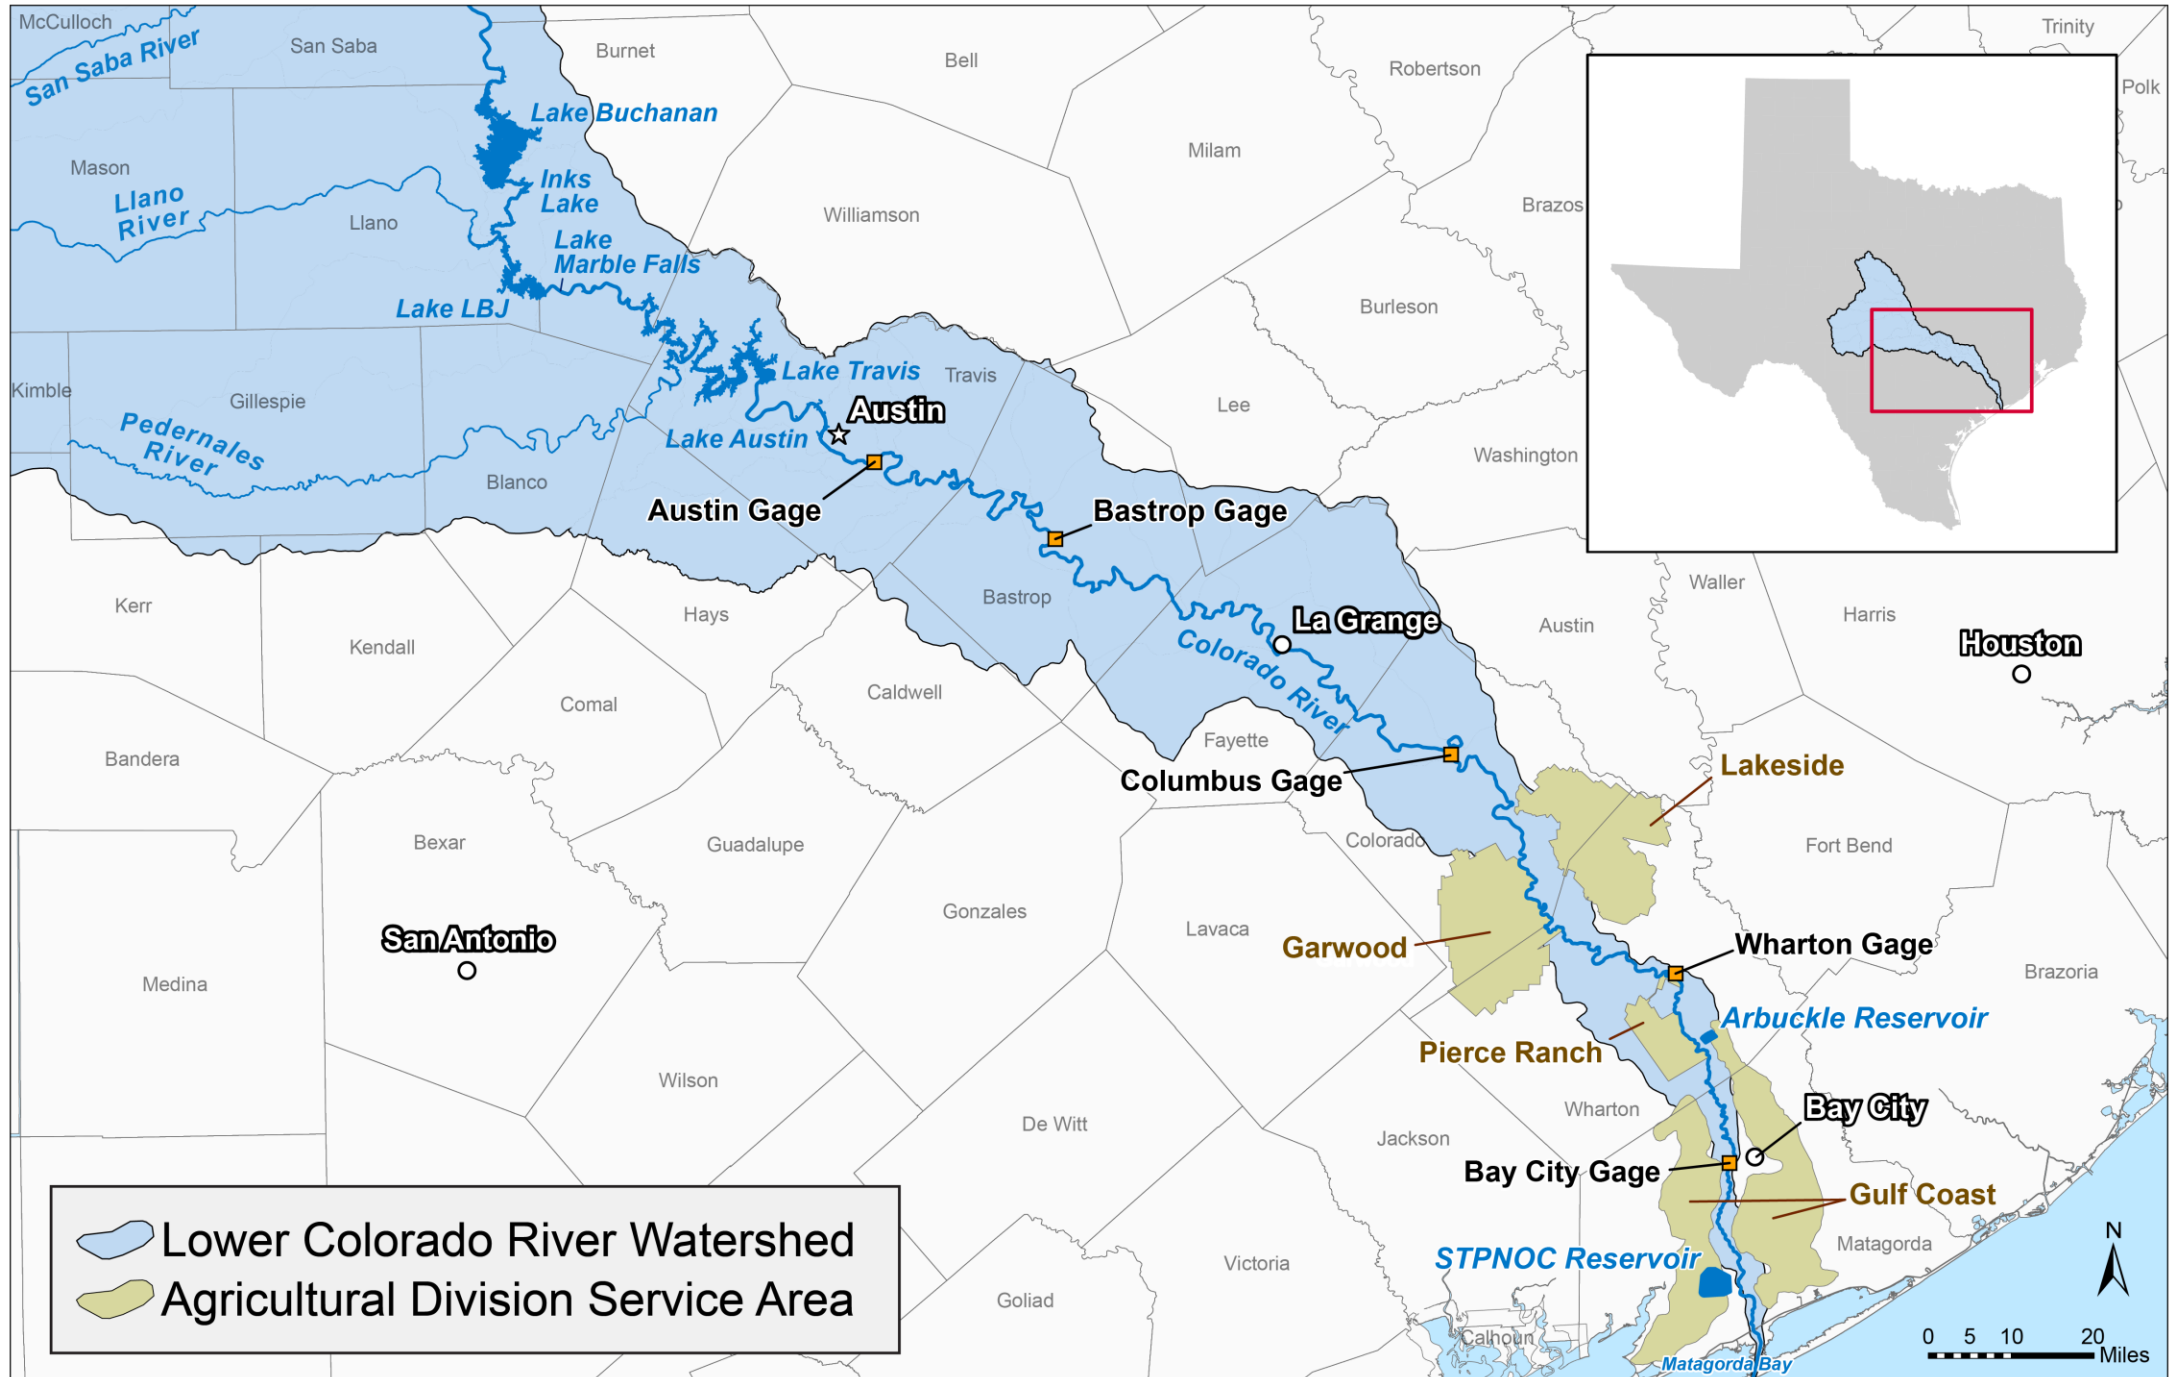 McCulloch
San Saba River
San Saba
Burnet
Bell
Robertson
Trinity
Polk
Lake Buchanan
Mason
Llano
River
Llano
Inks
Lake
Lake
Marble Falls
Lake LBJ
Williamson
Milam
Brazos
Burleson
Kimble
Gillespie
Pedernales
River
Blanco
Lake Travis
Travis
Austin
Lake Austin
Lee
Washington
Austin Gage
Bastrop Gage
Kerr
Kendall
Hays
Bastrop
La Grange
Colorado River
Austin
Waller
Harris
Houston
Bandera
Comal
Caldwell
Fayette
Columbus Gage
Lakeside
Bexar
Guadalupe
Colorado
Fort Bend
San Antonio
Medina
Gonzales
Lavaca
Garwood
Wharton Gage
Brazoria
Arbuckle Reservoir
Pierce Ranch
Wilson
De Witt
Jackson
Wharton
Bay City
Bay City Gage
Gulf Coast
Lower Colorado River Watershed
Agricultural Division Service Area
Goliad
Victoria
STPNOC Reservoir
Matagorda
Calhoun
Matagorda Bay
N
0 5 10 20
Miles